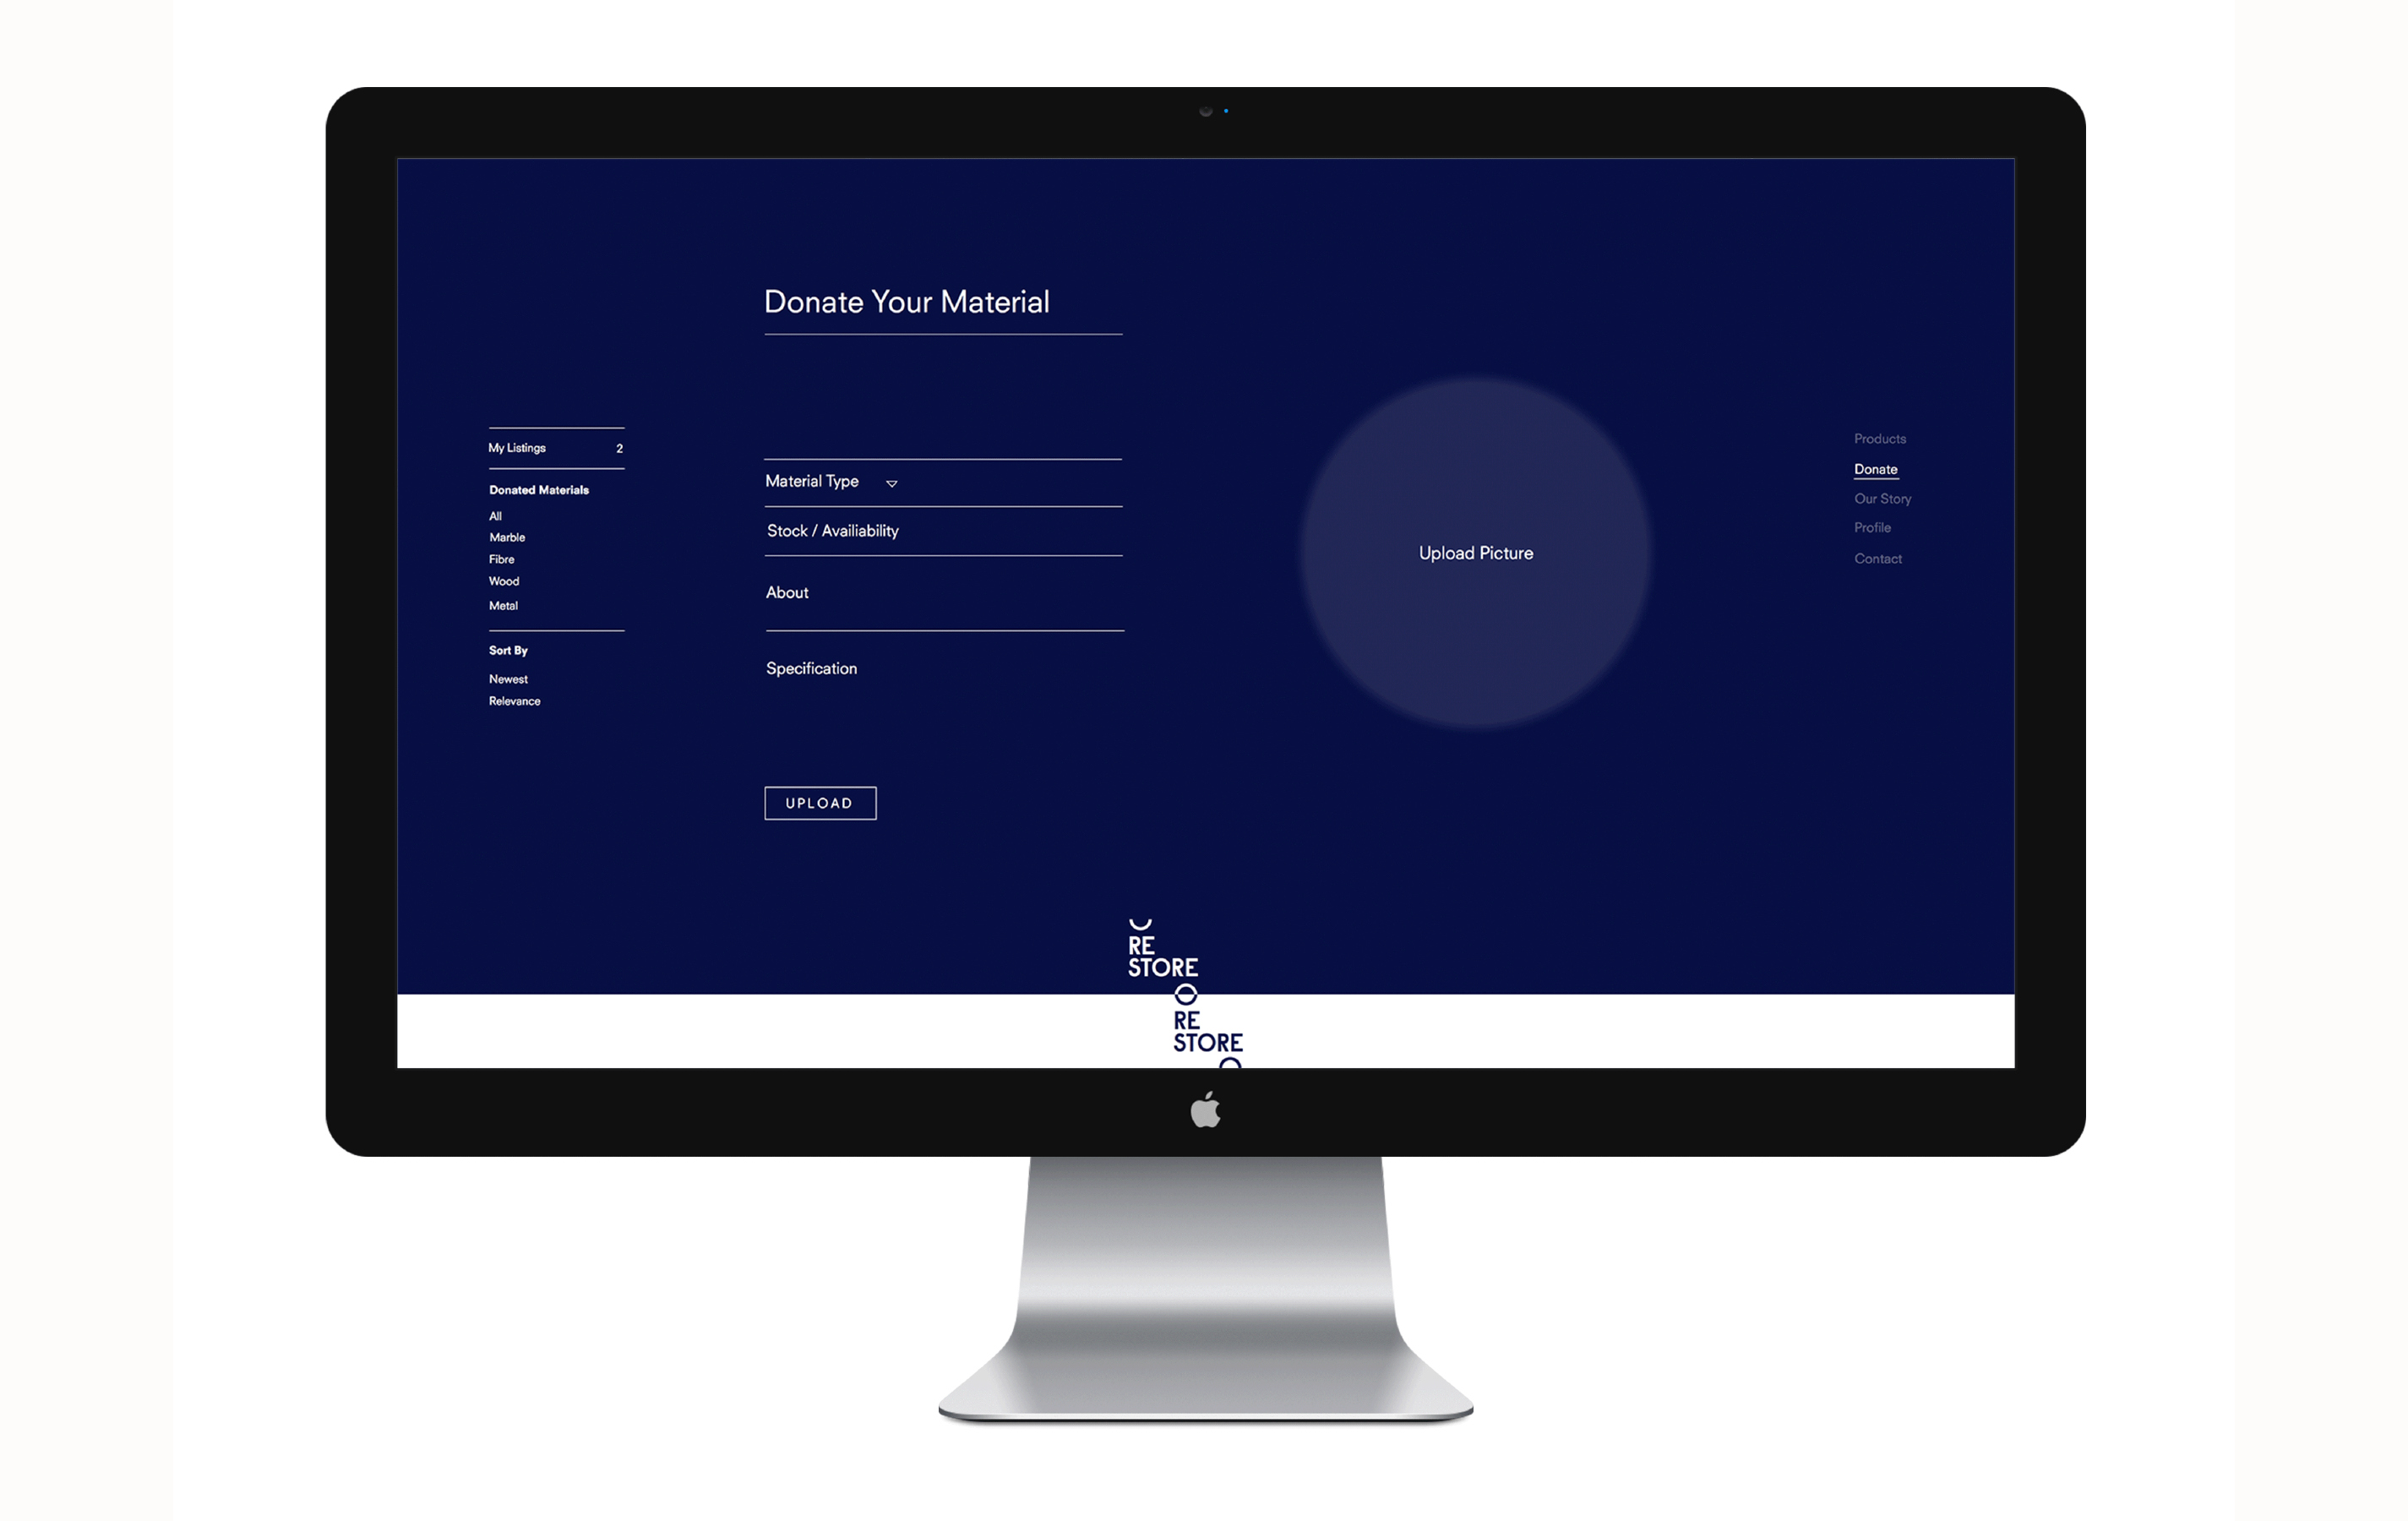 Donate Your Material
My Listings 2
Donated Materials
All
Marble
Fibre
Wood
Metal
Sort By
Newest
Relevance
Material Type
Stock / Availiability
About
Specification
UPLOAD
Upload Picture
Products
Donate
Our Story
Profile
Contact
RE
STORE
RE
STORE